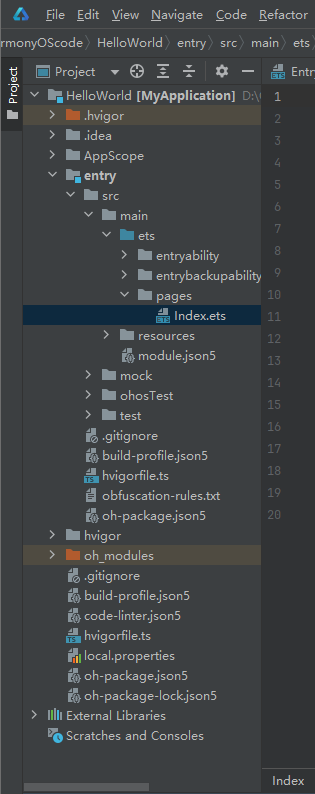 File Edit View Navigate Code Refactor
rmonyOScode HelloWorld entry src main ets
Project
Project
Entry
HelloWorld [MyApplication] D:\
.hvigor
.idea
AppScope
entry
src
main
ets
entryability
entrybackupability
pages
Index.ets
resources
module.json5
mock
ohosTest
test
.gitignore
build-profile.json5
hvigorfile.ts
obfuscation-rules.txt
oh-package.json5
hvigor
oh_modules
.gitignore
build-profile.json5
code-linter.json5
hvigorfile.ts
local.properties
oh-package.json5
oh-package-lock.json5
External Libraries
Scratches and Consoles
1
2
3
4
5
6
7
8
9
10
11
12
13
14
15
16
17
18
19
20
Index